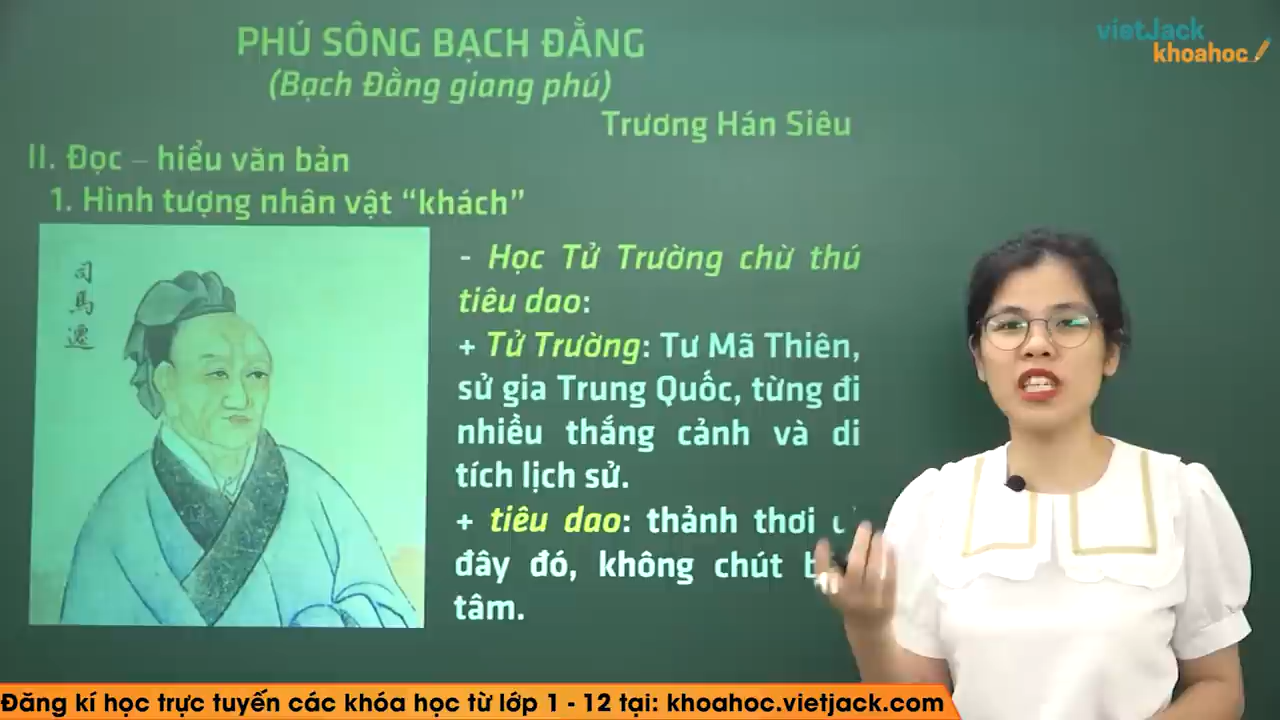 PHÚ SÔNG BẠCH ĐẰNG
(Bạch Đằng giang phú)
Trương Hán Siêu
vietJack
khoahoc
II. Đọc – hiểu văn bản
1. Hình tượng nhân vật “khách”
司
馬
遷
- Học Tử Trường chừ thú
tiêu dao:
+ Tử Trường: Tư Mã Thiên,
sử gia Trung Quốc, từng đi
nhiều thắng cảnh và di
tích lịch sử.
+ tiêu dao: thảnh thơi
đây đó, không chút
tâm.
Đăng kí học trực tuyến các khóa học từ lớp 1 - 12 tại: khoahoc.vietjack.com